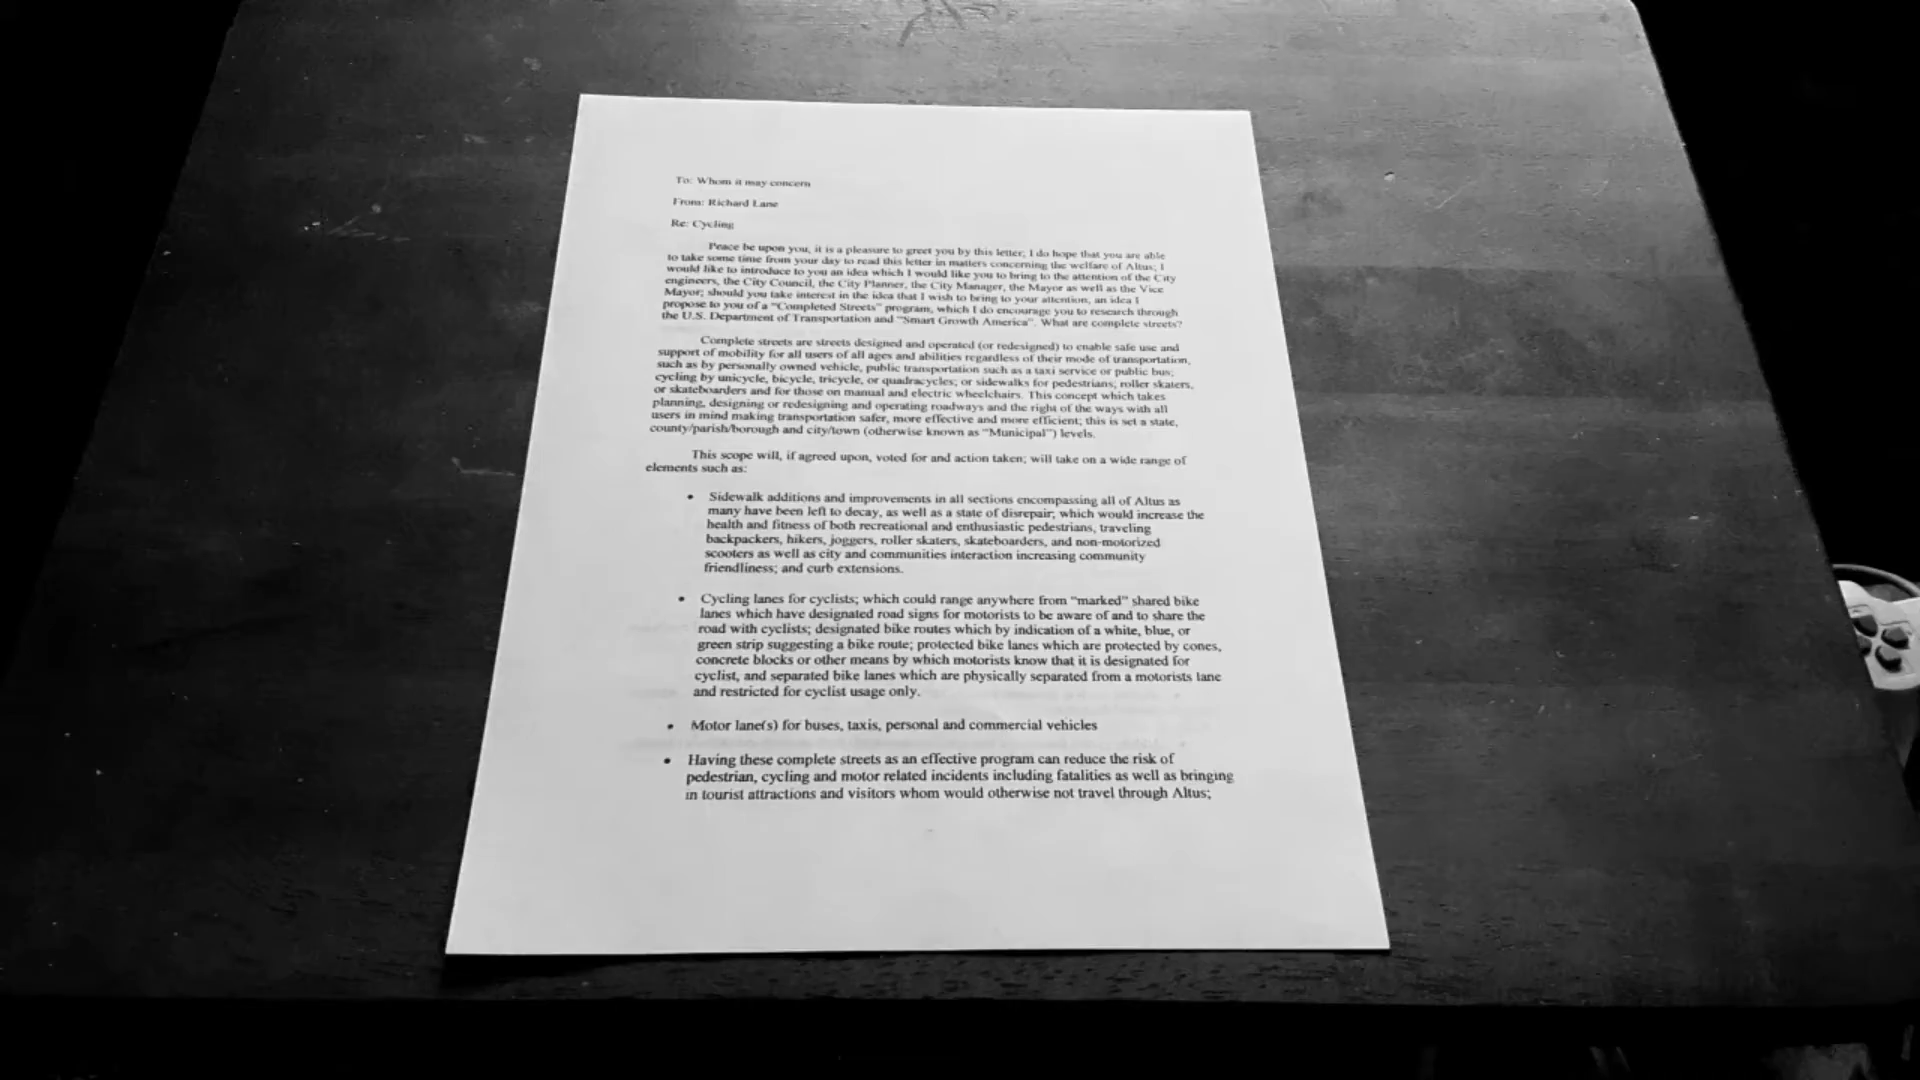 To: Whom it may concern
From: Richard Lane
Re: Cycling
Peace be upon you, it is a pleasure to greet you by this letter; I do hope that you are able
to take some time from your day to read this letter in matters concerning the welfare of Altus; I
would like to introduce to you an idea which I would like you to bring to the attention of the City
engineers, the City Council, the City Planner, the City Manager, the Mayor as well as the Vice
Mayor; should you take interest in the idea that I wish to bring to your attention, an idea I
propose to you of a "Completed Streets" program, which I do encourage you to research through
the U.S. Department of Transportation and "Smart Growth America". What are complete streets?
Complete streets are streets designed and operated (or redesigned) to enable safe use and
support of mobility for all users of all ages and abilities regardless of their mode of transportation,
such as by personally owned vehicle, public transportation such as a taxi service or public bus;
cycling by unicycle, bicycle, tricycle, or quadracycles; or sidewalks for pedestrians; roller skaters,
or skateboarders and for those on manual and electric wheelchairs. This concept which takes
planning, designing or redesigning and operating roadways and the right of the ways with all
users in mind making transportation safer, more effective and more efficient; this is set a state,
county/parish/borough and city/town (otherwise known as "Municipal") levels.
This scope will, if agreed upon, voted for and action taken; will take on a wide range of
elements such as:
• Sidewalk additions and improvements in all sections encompassing all of Altus as
many have been left to decay, as well as a state of disrepair; which would increase the
health and fitness of both recreational and enthusiastic pedestrians, traveling
backpackers, hikers, joggers, roller skaters, skateboarders, and non-motorized
scooters as well as city and communities interaction increasing community
friendliness; and curb extensions.
• Cycling lanes for cyclists; which could range anywhere from "marked" shared bike
lanes which have designated road signs for motorists to be aware of and to share the
road with cyclists; designated bike routes which by indication of a white, blue, or
green strip suggesting a bike route; protected bike lanes which are protected by cones,
concrete blocks or other means by which motorists know that it is designated for
cyclist, and separated bike lanes which are physically separated from a motorists lane
and restricted for cyclist usage only.
• Motor lane(s) for buses, taxis, personal and commercial vehicles
• Having these complete streets as an effective program can reduce the risk of
pedestrian, cycling and motor related incidents including fatalities as well as bringing
in tourist attractions and visitors whom would otherwise not travel through Altus;